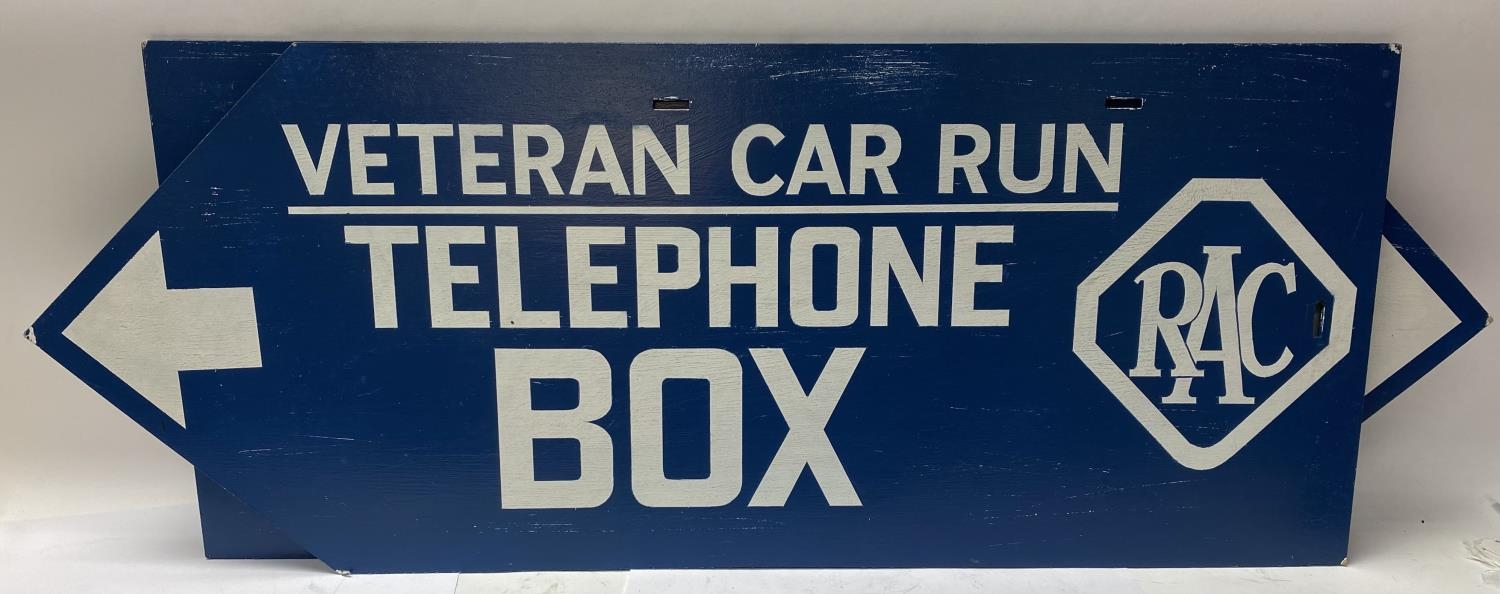 VETERAN CAR RUN
TELEPHONE
BOX
RAC